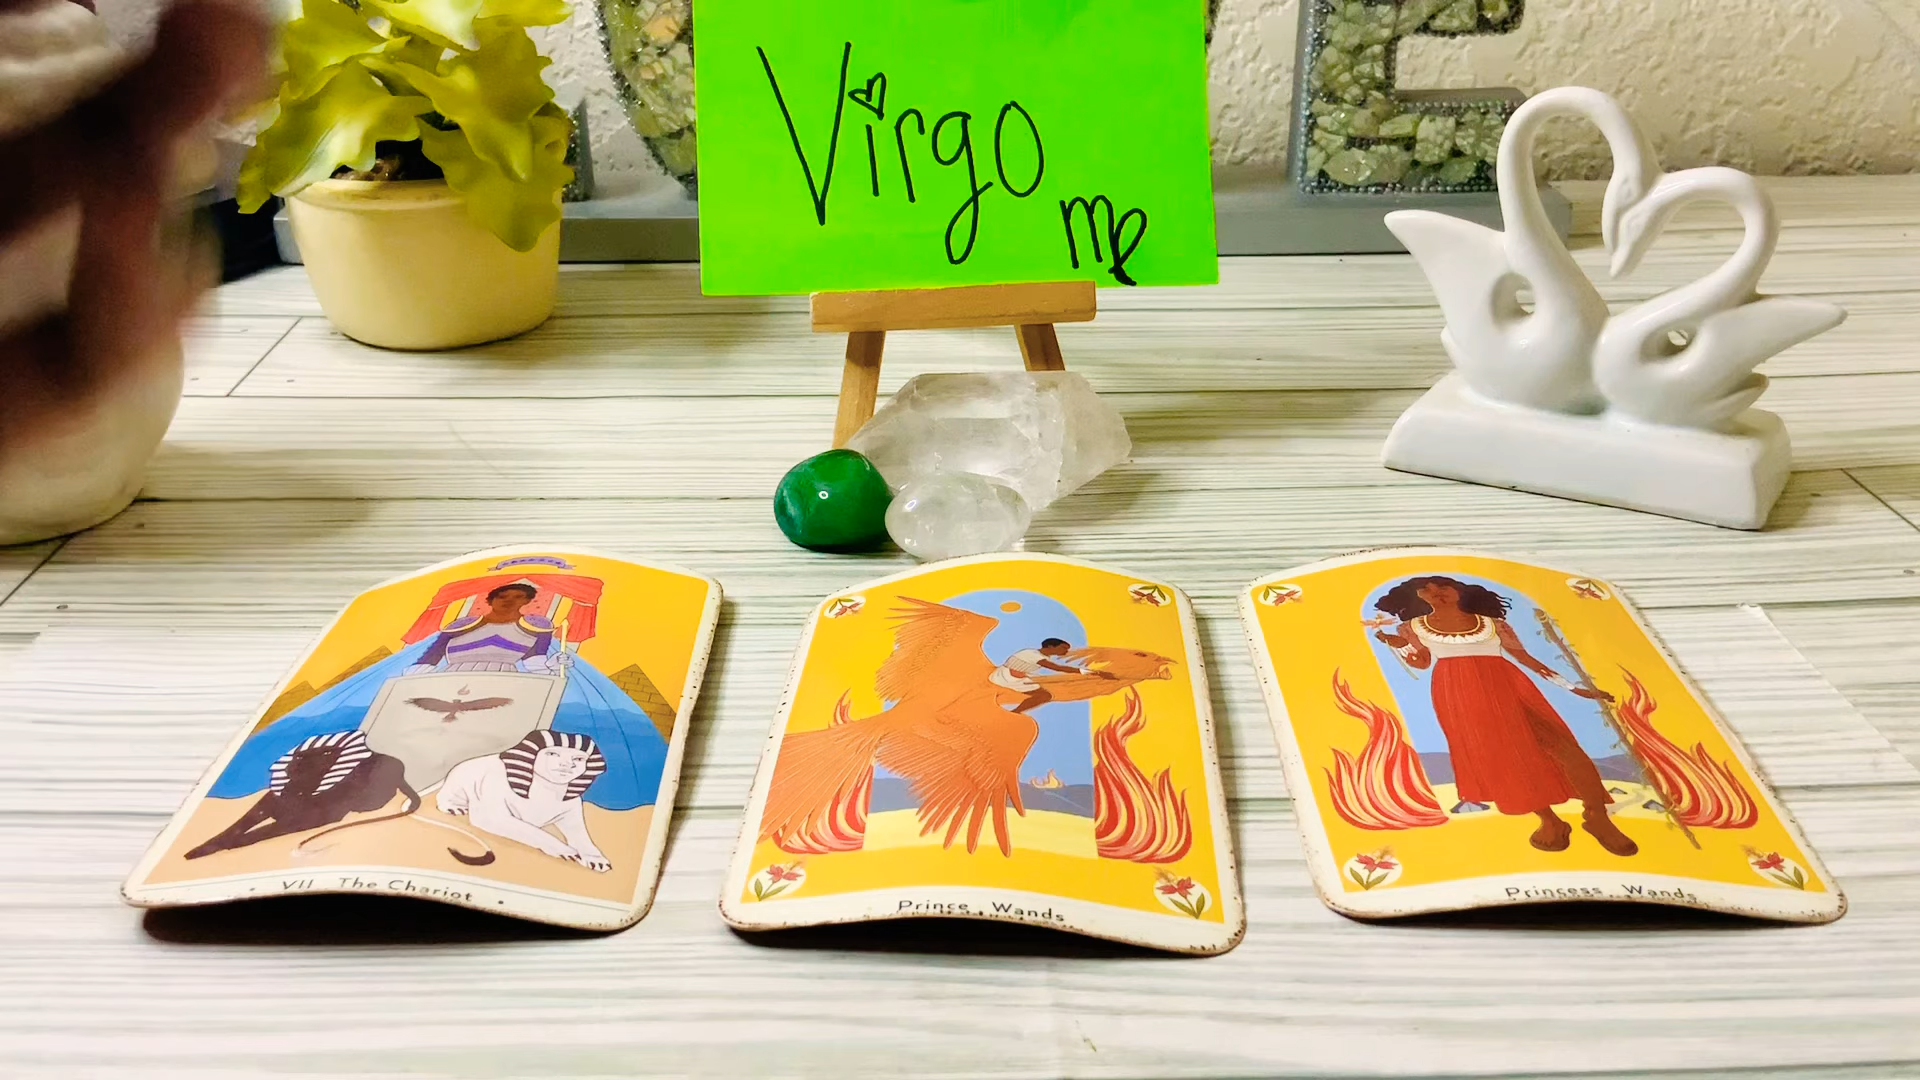 Virgo
♍
VII The Chariot
Prince Wands
Princess Wands